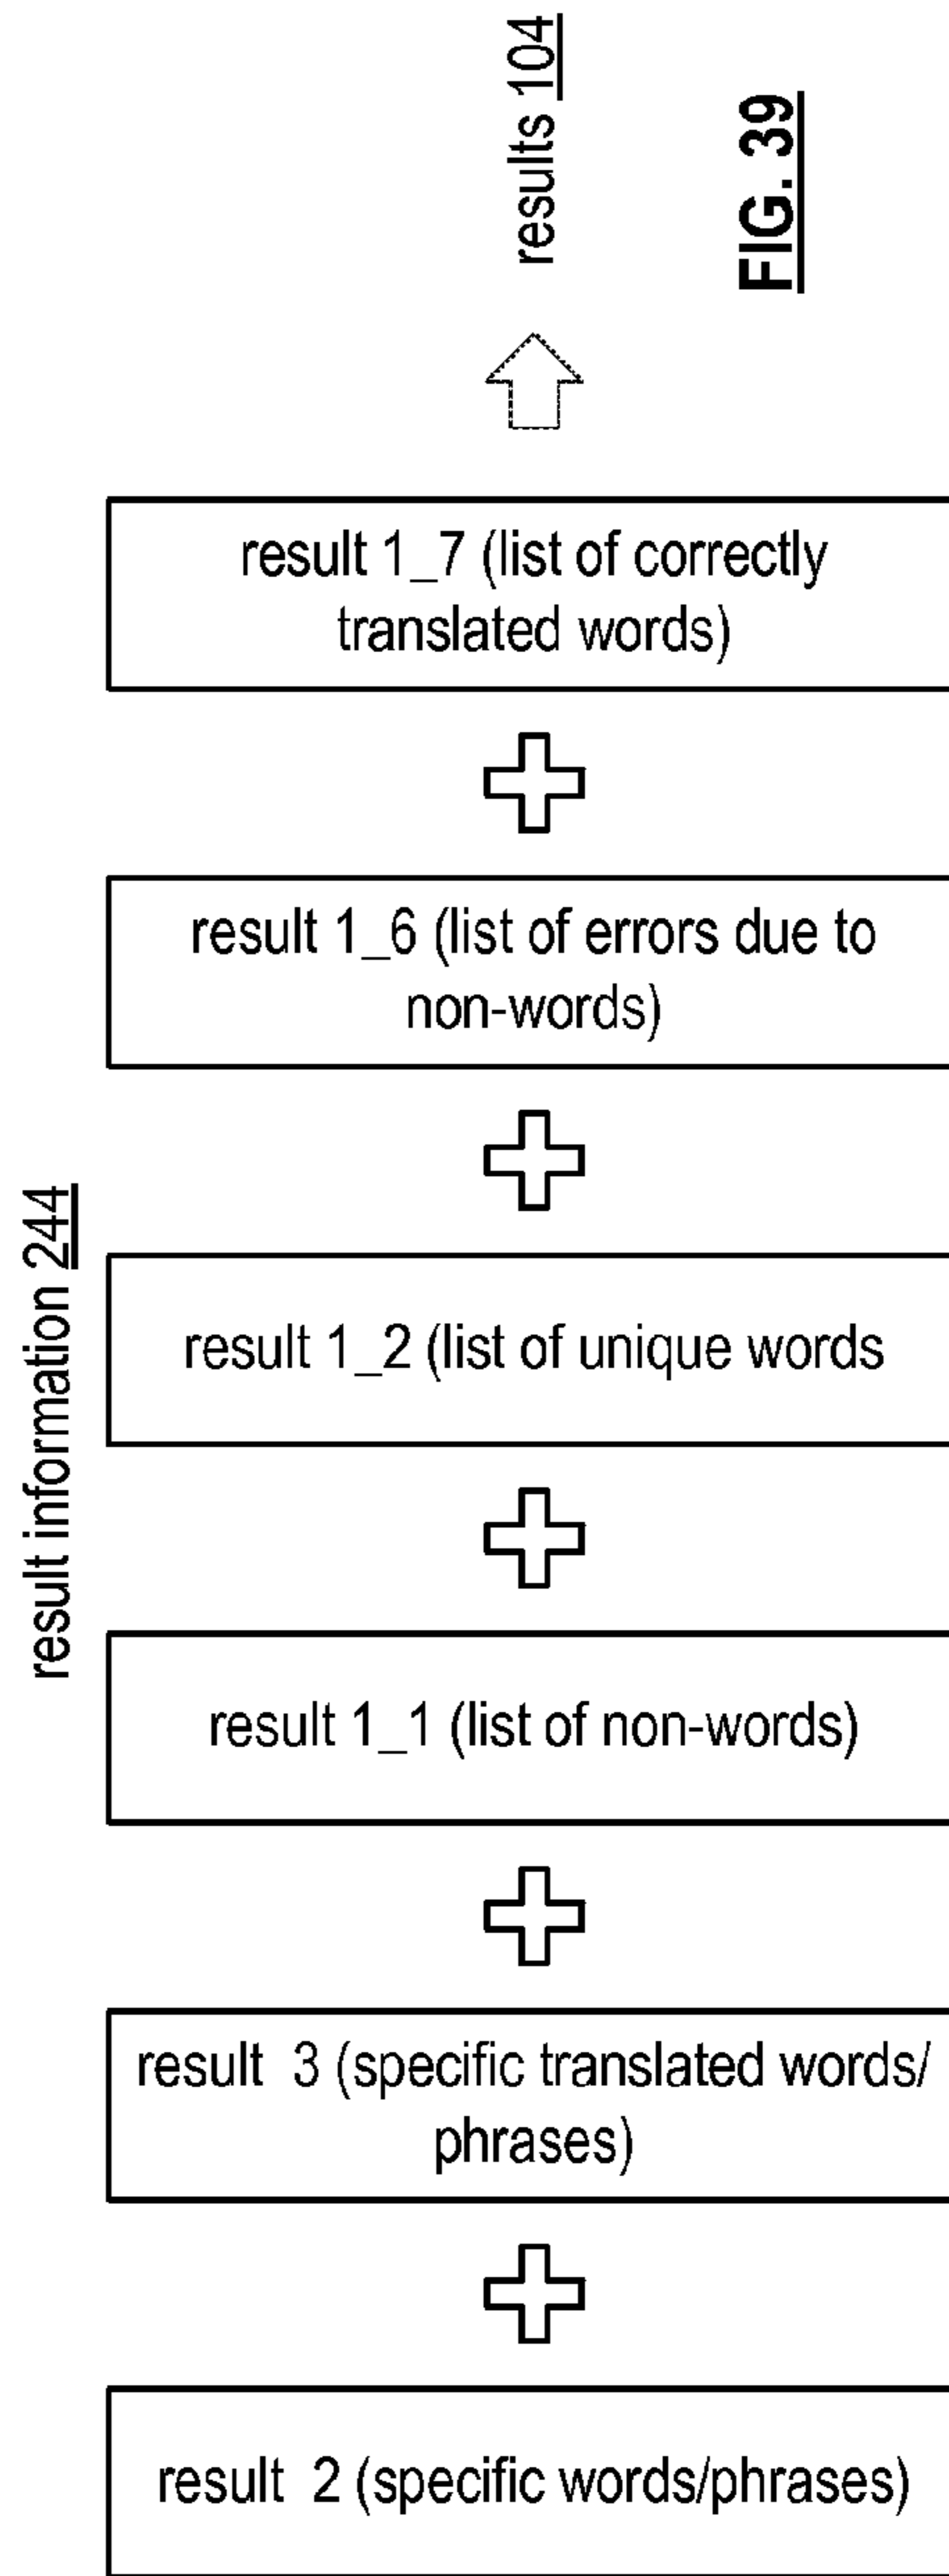 results 104
FIG. 39
result 1_7 (list of correctly
translated words)
result 1_6 (list of errors due to
non-words)
result information 244
result 1_2 (list of unique words
result 1_1 (list of non-words)
result 3 (specific translated words/
phrases)
result 2 (specific words/phrases)